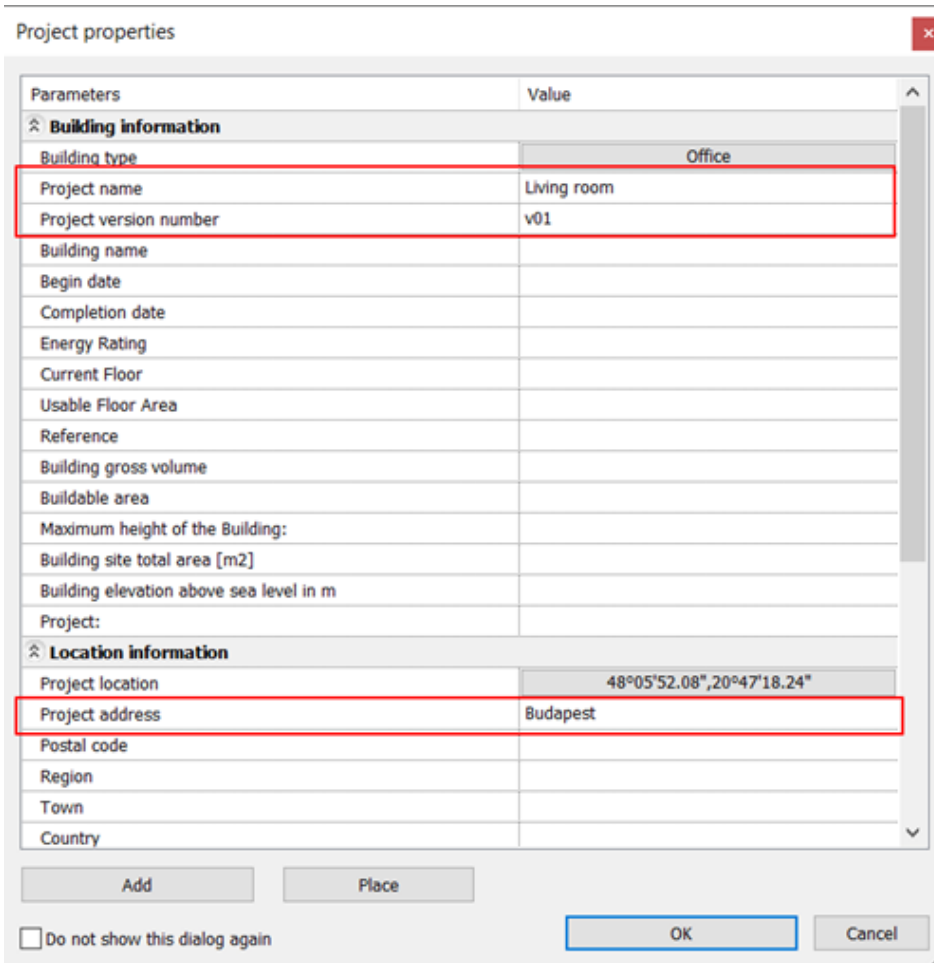 Project properties
Parameters Value
Building information
Building type Office
Project name Living room
Project version number v01
Building name
Begin date
Completion date
Energy Rating
Current Floor
Usable Floor Area
Reference
Building gross volume
Buildable area
Maximum height of the Building:
Building site total area [m2]
Building elevation above sea level in m
Project:
Location information
Project location 48°05'52.08",20°47'18.24"
Project address Budapest
Postal code
Region
Town
Country
Add Place
Do not show this dialog again OK Cancel